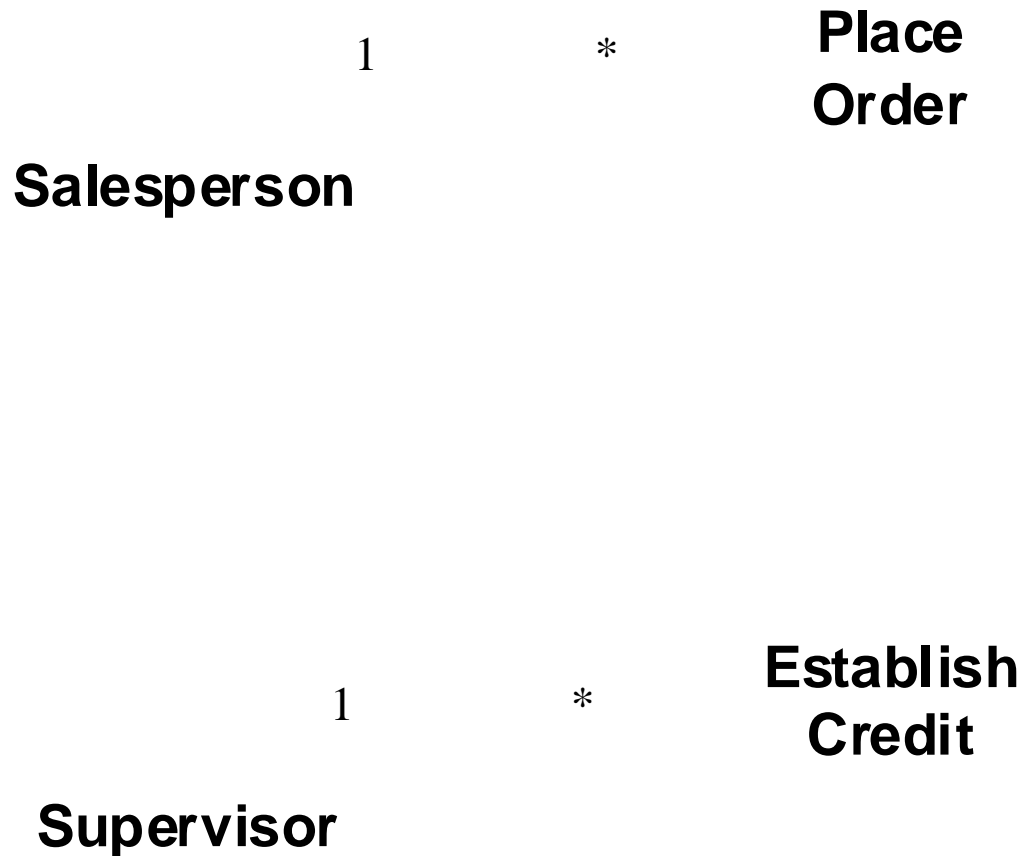 1 * Place
Order
Salesperson
1 * Establish
Credit
Supervisor